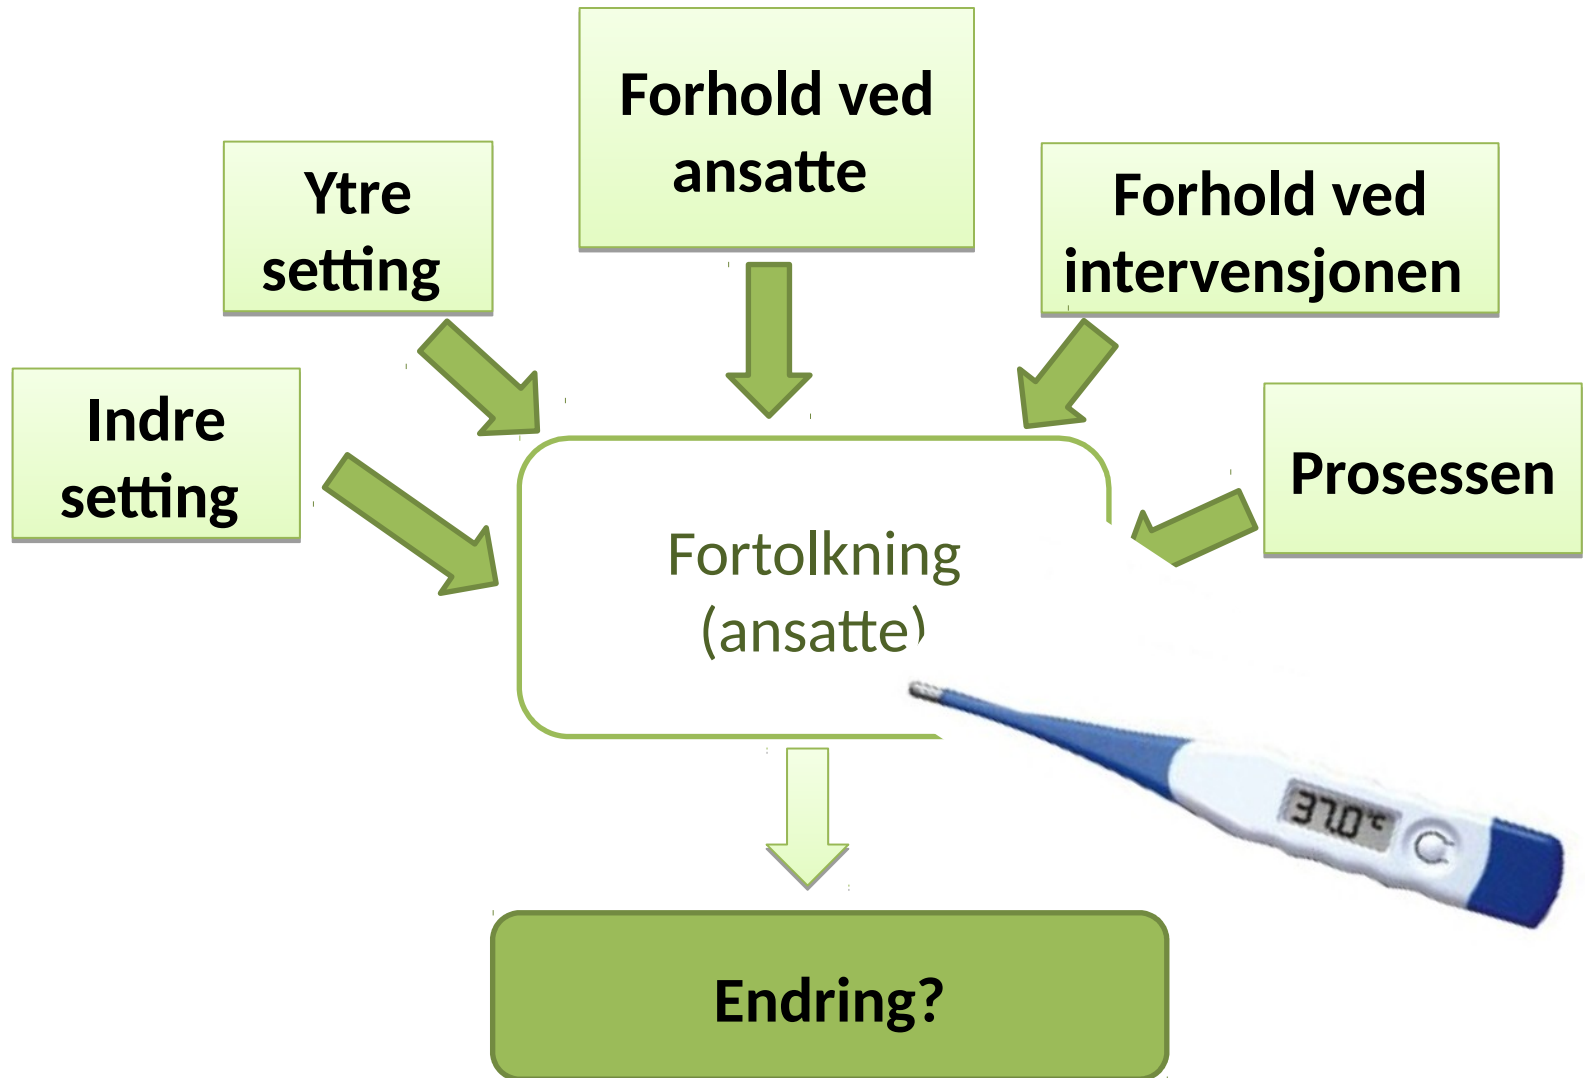 Forhold ved
ansatte
Ytre
setting
Forhold ved
intervensjonen
Indre
setting
Prosessen
Fortolkning
(ansatte)
37.0 °C
Endring?